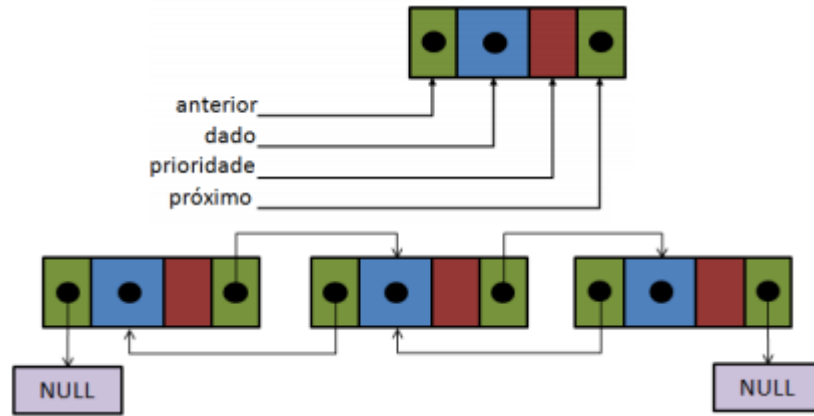 anterior
dado
prioridade
próximo
NULL
NULL